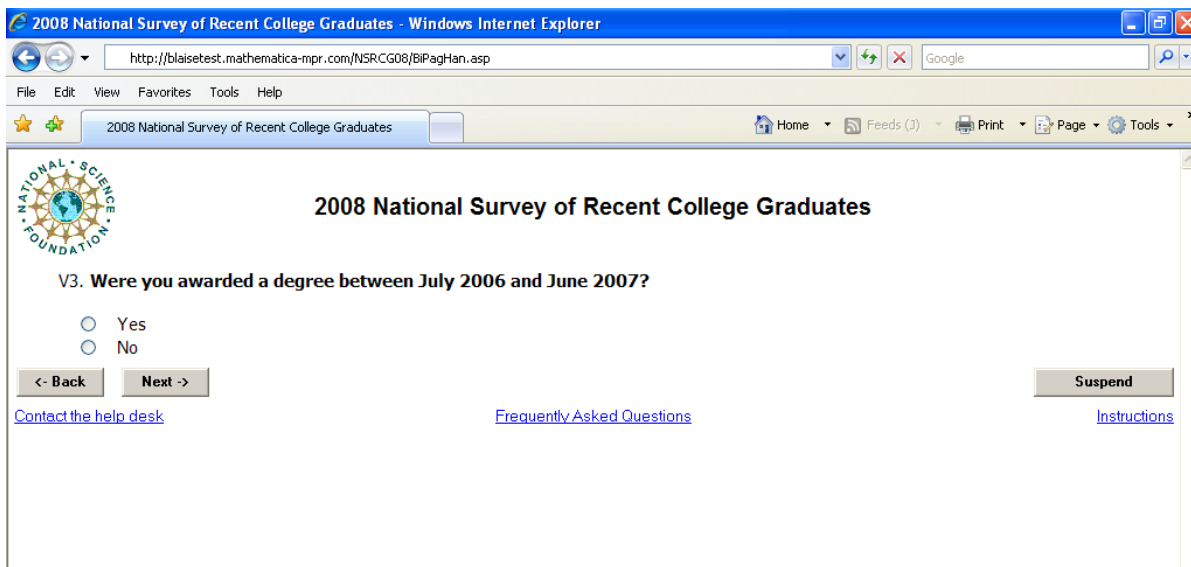 2008 National Survey of Recent College Graduates - Windows Internet Explorer
http://blaisetest.mathematica-mpr.com/NSRCG08/BiPagHan.asp
Google
File Edit View Favorites Tools Help
2008 National Survey of Recent College Graduates
Home Feeds (J) Print Page Tools
NATIONAL SCIENCE FOUNDATION
2008 National Survey of Recent College Graduates
V3. Were you awarded a degree between July 2006 and June 2007?
Yes
No
<- Back Next -> Suspend
Contact the help desk Frequently Asked Questions Instructions